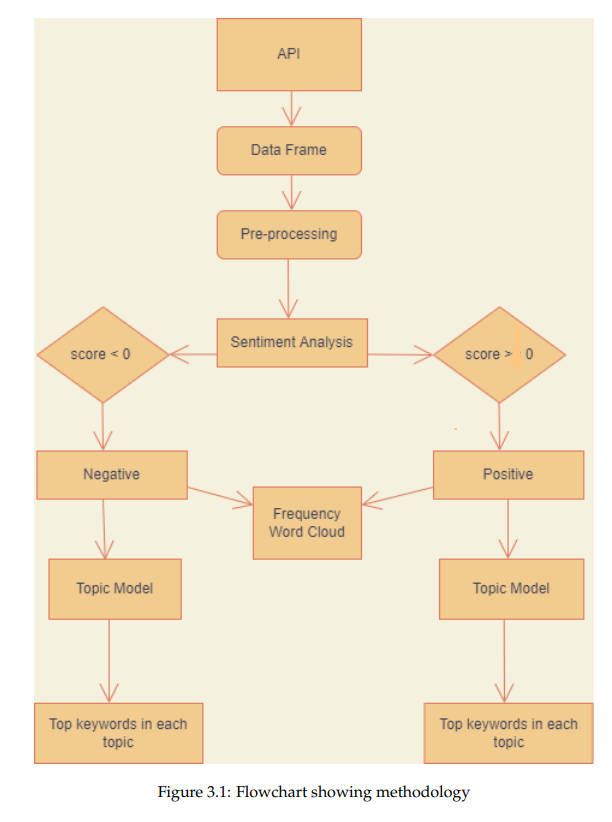 API
Data Frame
Pre-processing
Sentiment Analysis
score < 0
score > 0
Negative
Positive
Frequency
Word Cloud
Topic Model
Topic Model
Top keywords in each
topic
Top keywords in each
topic
Figure 3.1: Flowchart showing methodology